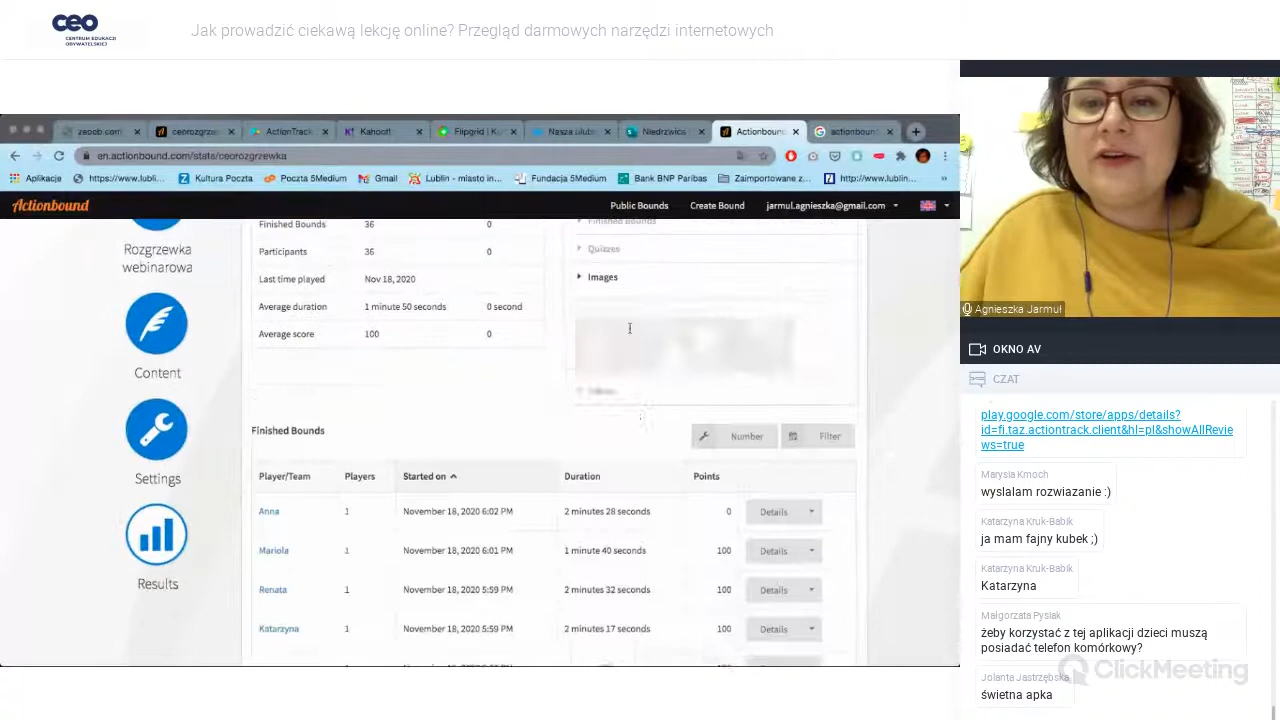 ceo
CENTRUM EDUKACJI
OBYWATELSKIEJ
Jak prowadzić ciekawą lekcję online? Przegląd darmowych narzędzi internetowych
zeoob.com
ceorozgrze
ActionTrack
Kahoot!
Flipgrid | Ku
Nasza ulubi
Niedrzwica
Actionbound
actionbound
en.actionbound.com/stats/ceorozgrzewka
Aplikacje
https://www.lubli...
Kultura Poczta
Poczta 5Medium
Gmail
Lublin - miasto in...
Fundacja 5Medium
Bank BNP Paribas
Zaimportowane z...
http://www.lublin...
»
Actionbound
Public Bounds
Create Bound
jarmul.agnieszka@gmail.com
Rozgrzewka
webinarowa
Content
Settings
Results
Finished Bounds 36 0
Participants 36 0
Last time played Nov 18, 2020
Average duration 1 minute 50 seconds 0 second
Average score 100 0
Finished Bounds
Quizzes
Images
Finished Bounds
Number
Filter
Player/Team Players Started on Duration Points
Anna 1 November 18, 2020 6:02 PM 2 minutes 28 seconds 0 Details
Mariola 1 November 18, 2020 6:01 PM 1 minute 40 seconds 100 Details
Renata 1 November 18, 2020 5:59 PM 2 minutes 32 seconds 100 Details
Katarzyna 1 November 18, 2020 5:59 PM 2 minutes 17 seconds 100 Details
Agnieszka Jarmuł
OKNO AV
CZAT
play.google.com/store/apps/details?
id=fi.taz.actiontrack.client&hl=pl&showAllRevie
ws=true
Marysia Kmoch
wyslalam rozwiazanie :)
Katarzyna Kruk-Babik
ja mam fajny kubek ;)
Katarzyna Kruk-Babik
Katarzyna
Małgorzata Pyslak
żeby korzystać z tej aplikacji dzieci muszą
posiadać telefon komórkowy?
Jolanta Jastrzębska
świetna apka
ClickMeeting